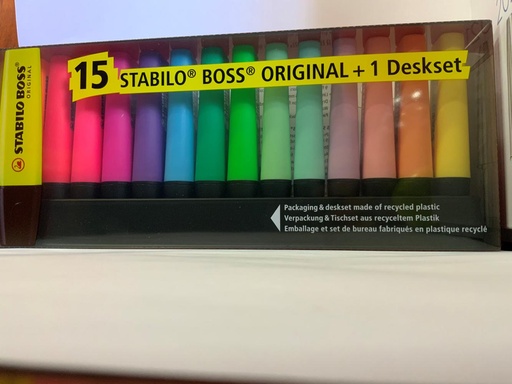 STABILO BOSS
ORIGINAL
15 STABILO® BOSS® ORIGINAL + 1 Deskset
Packaging & deskset made of recycled plastic
Verpackung & Tischset aus recyceltem Plastik
Emballage et set de bureau fabriqués en plastique recyclé